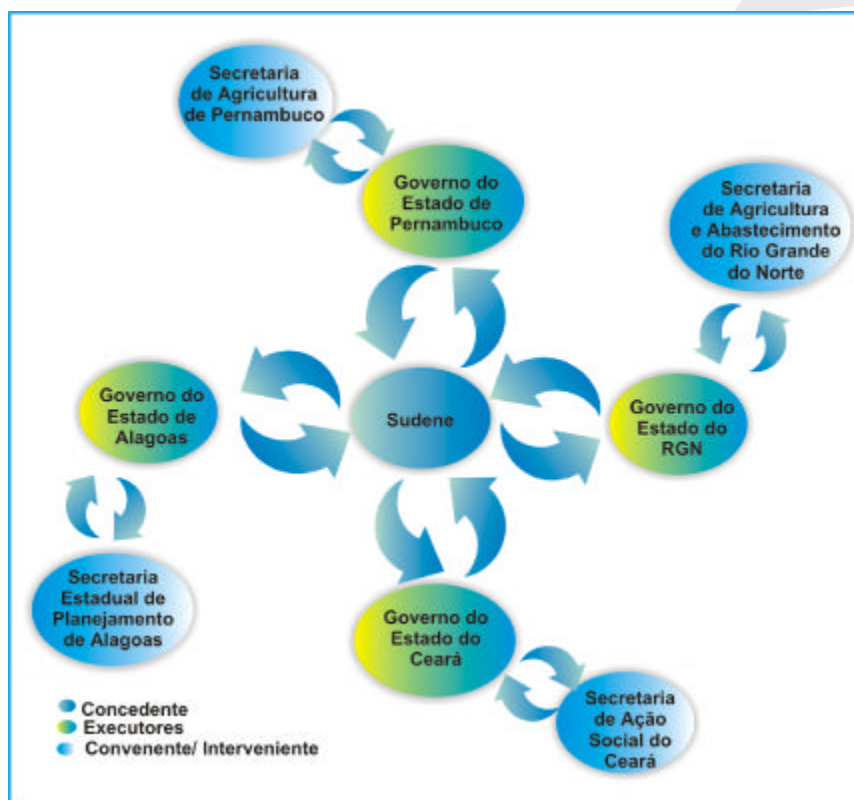 Secretaria
de Agricultura
de Pernambuco
Governo do
Estado de
Pernambuco
Secretaria
de Agricultura
e Abastecimento
do Rio Grande
do Norte
Governo do
Estado de
Alagoas
Sudene
Governo do
Estado do
RGN
Secretaria
Estadual de
Planejamento
de Alagoas
Governo do
Estado do
Ceará
Secretaria
de Ação
Social do
Ceará
Concedente
Executores
Convenente/ Interveniente